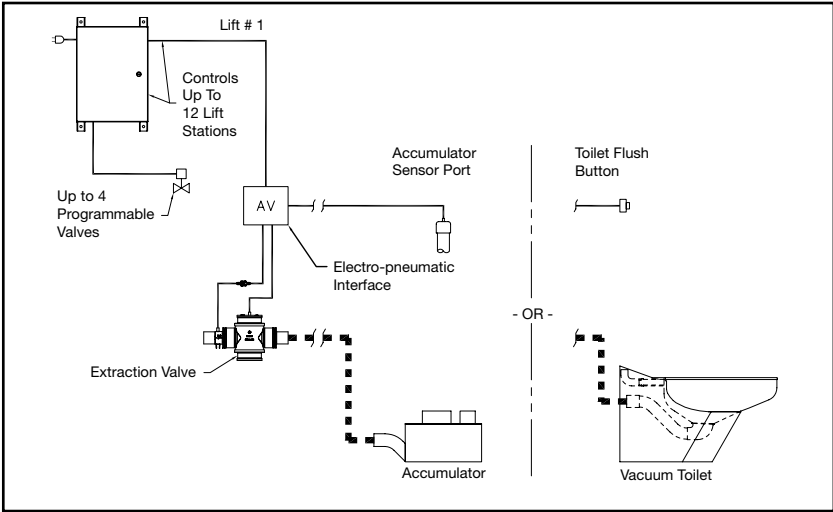 Lift # 1
Controls
Up To
12 Lift
Stations
Up to 4
Programmable
Valves
Accumulator
Sensor Port
Toilet Flush
Button
AV
Electro-pneumatic
Interface
- OR -
Extraction Valve
Accumulator
Vacuum Toilet